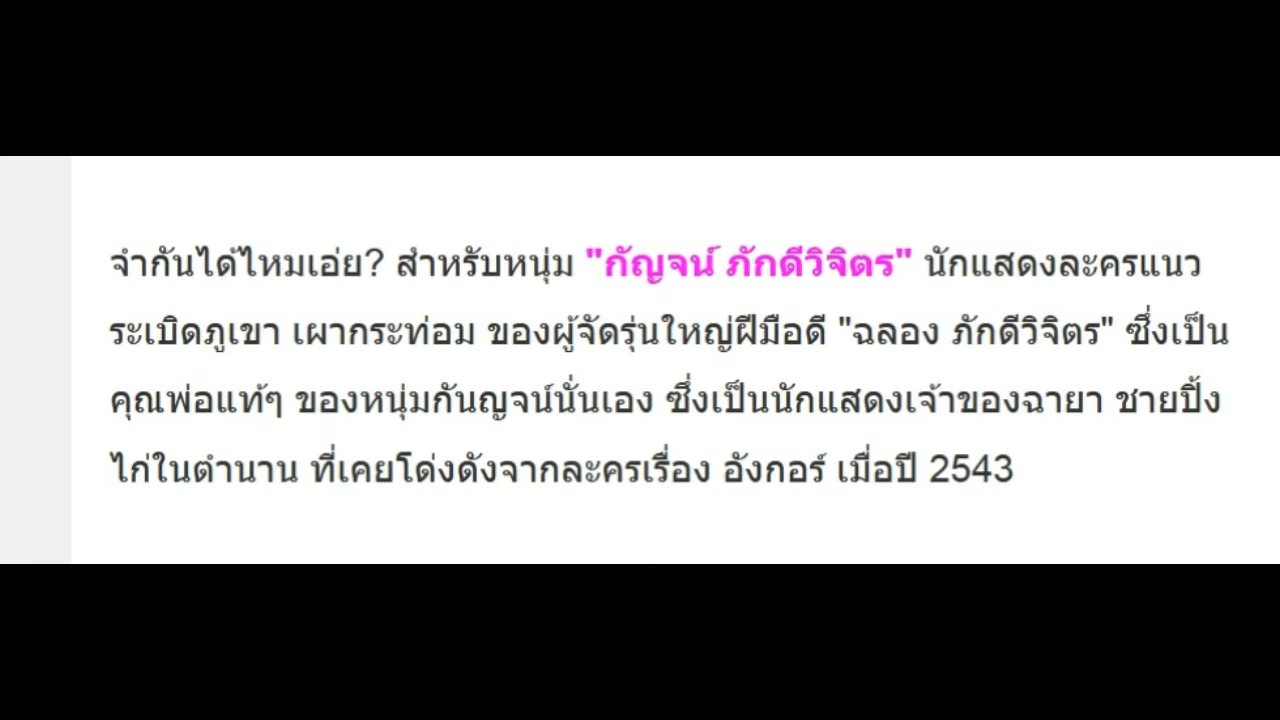 จำกันได้ไหมเอ่ย? สำหรับหนุ่ม "กัญจน์ ภักดีวิจิตร" นักแสดงละครแนว
ระเบิดภูเขา เผากระท่อม ของผู้จัดรุ่นใหญ่ฝีมือดี "ฉลอง ภักดีวิจิตร" ซึ่งเป็น
คุณพ่อแท้ๆ ของหนุ่มกันญจน์นั่นเอง ซึ่งเป็นนักแสดงเจ้าของฉายา ชายปิ้ง
ไก่ในตำนาน ที่เคยโด่งดังจากละครเรื่อง อังกอร์ เมื่อปี 2543